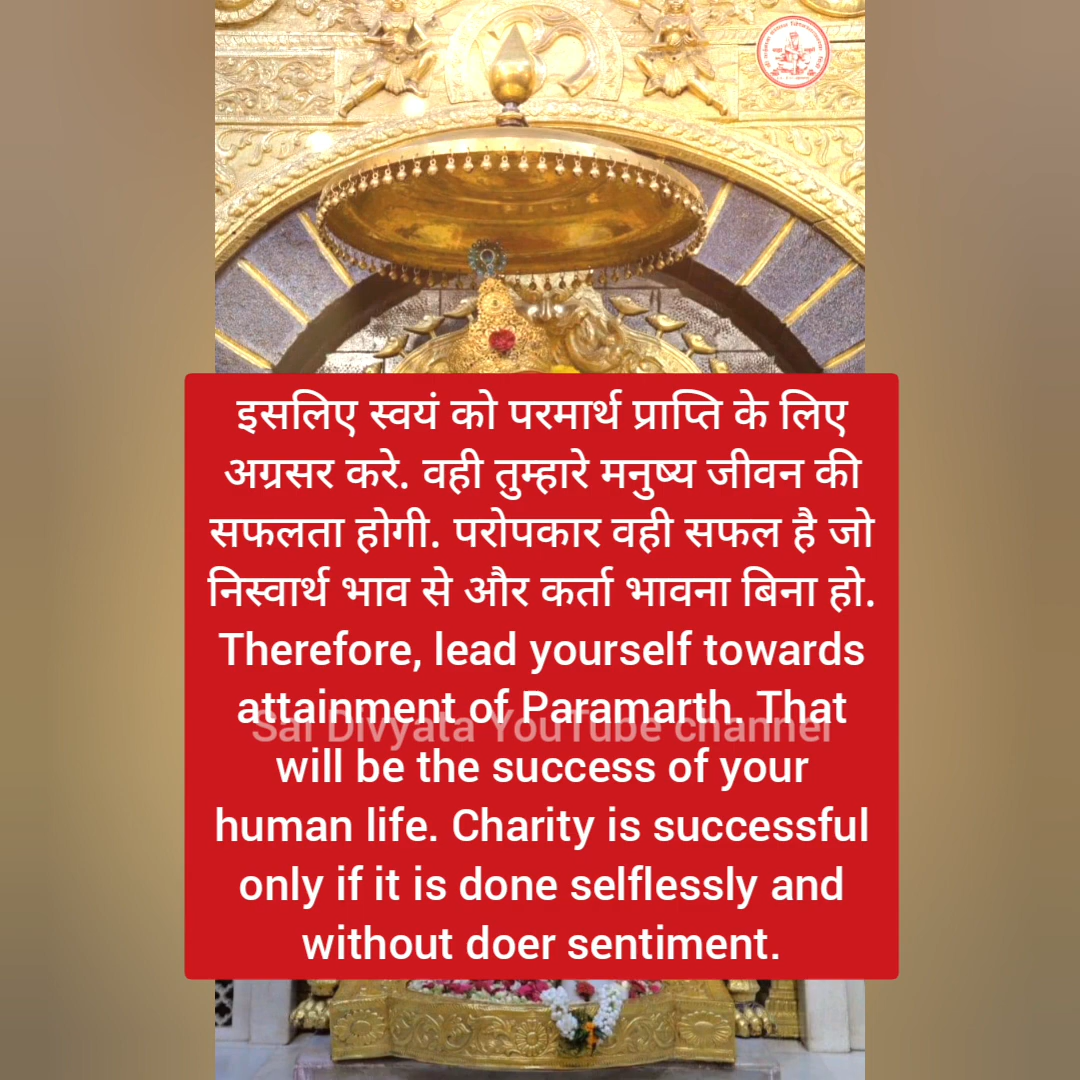 इसलिए स्वयं को परमार्थ प्राप्ति के लिए
अग्रसर करे. वही तुम्हारे मनुष्य जीवन की
सफलता होगी. परोपकार वही सफल है जो
निस्वार्थ भाव से और कर्ता भावना बिना हो.
Therefore, lead yourself towards
attainment of Paramarth. That
Sai Divyata YouTube channel
will be the success of your
human life. Charity is successful
only if it is done selflessly and
without doer sentiment.